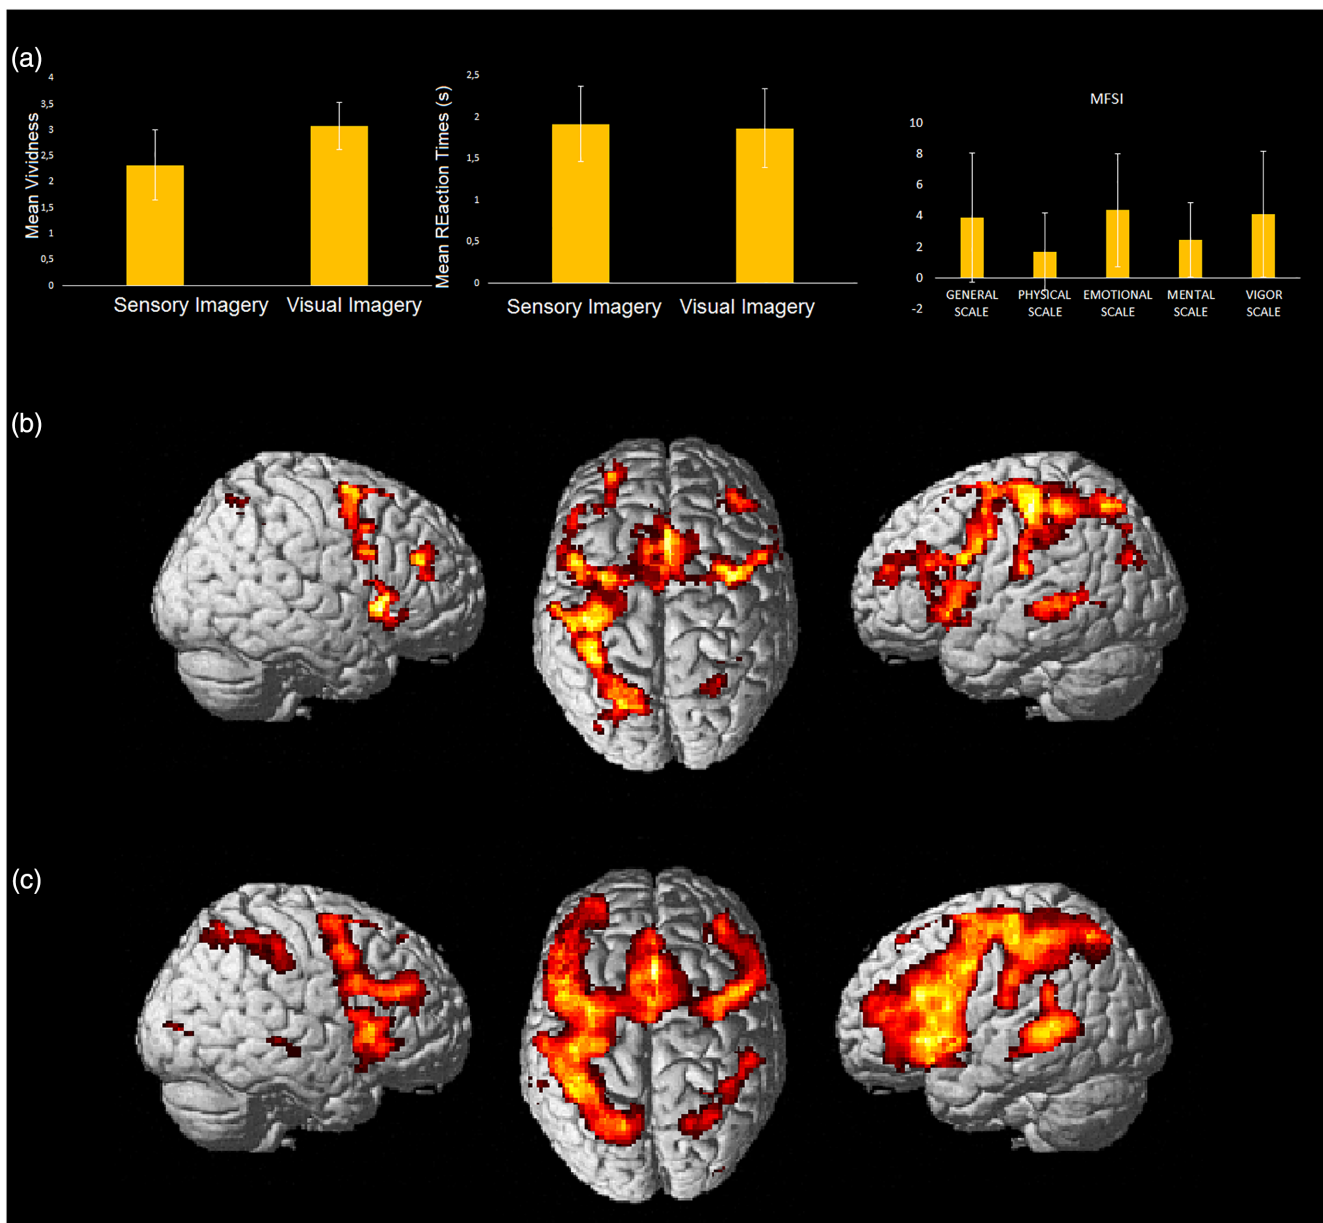 (a)
Mean Vividness
4
3,5
3
2,5
2
1,5
1
0,5
0
Sensory Imagery Visual Imagery
Mean REaction Times (s)
2,5
2
1,5
1
0,5
0
Sensory Imagery Visual Imagery
MFSI
10
8
6
4
2
0
-2
GENERAL PHYSICAL EMOTIONAL MENTAL VIGOR
SCALE SCALE SCALE SCALE SCALE
(b)
(c)